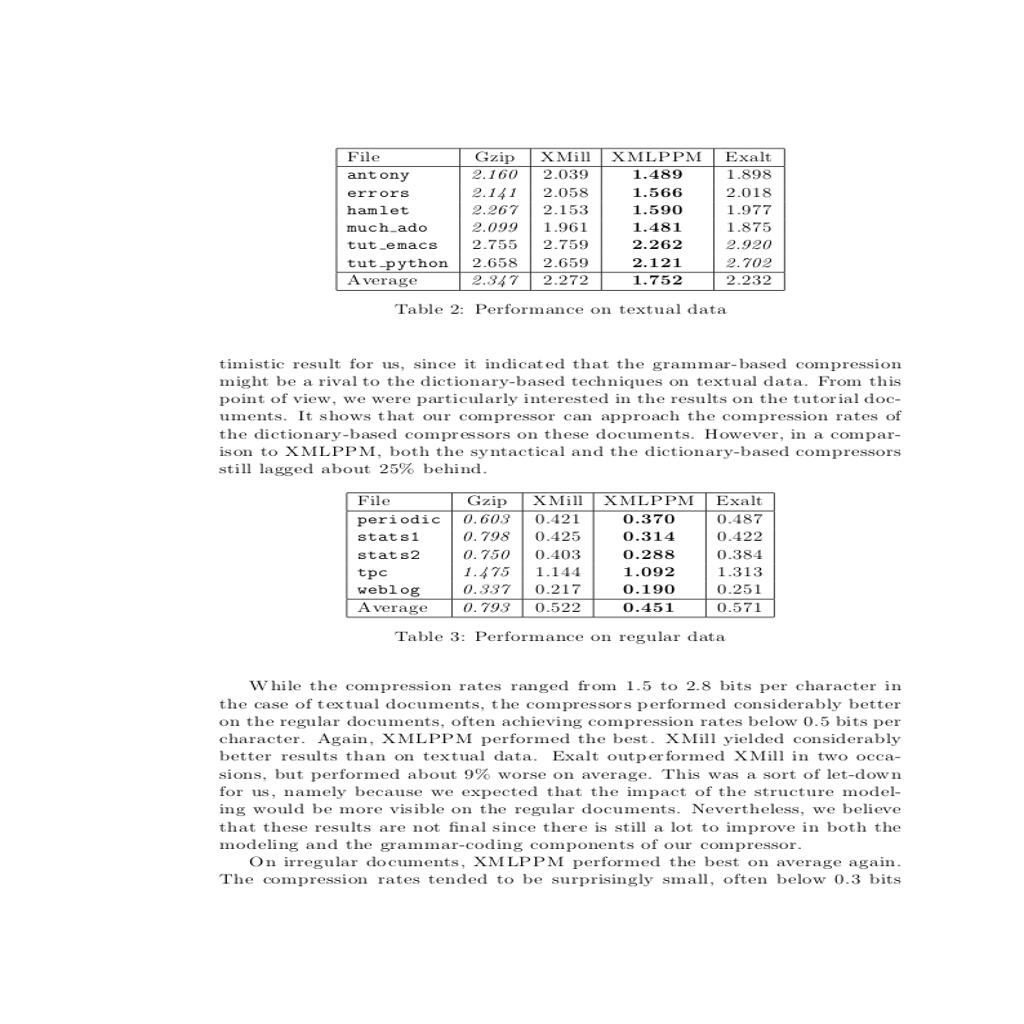 File Gzip XMill XMLPPM Exalt
antony 2.160 2.039 1.489 1.898
errors 2.141 2.058 1.566 2.018
hamlet 2.267 2.153 1.590 1.977
much_ado 2.099 1.961 1.481 1.875
tut_emacs 2.755 2.759 2.262 2.920
tut_python 2.658 2.659 2.121 2.702
Average 2.347 2.272 1.752 2.232
Table 2: Performance on textual data
timistic result for us, since it indicated that the grammar-based compression
might be a rival to the dictionary-based techniques on textual data. From this
point of view, we were particularly interested in the results on the tutorial doc-
uments. It shows that our compressor can approach the compression rates of
the dictionary-based compressors on these documents. However, in a compar-
ison to XMLPPM, both the syntactical and the dictionary-based compressors
still lagged about 25% behind.
File Gzip XMill XMLPPM Exalt
periodic 0.603 0.421 0.370 0.487
stats1 0.798 0.425 0.314 0.422
stats2 0.750 0.403 0.288 0.384
tpc 1.475 1.144 1.092 1.313
weblog 0.337 0.217 0.190 0.251
Average 0.793 0.522 0.451 0.571
Table 3: Performance on regular data
While the compression rates ranged from 1.5 to 2.8 bits per character in
the case of textual documents, the compressors performed considerably better
on the regular documents, often achieving compression rates below 0.5 bits per
character. Again, XMLPPM performed the best. XMill yielded considerably
better results than on textual data. Exalt outperformed XMill in two occa-
sions, but performed about 9% worse on average. This was a sort of let-down
for us, namely because we expected that the impact of the structure model-
ing would be more visible on the regular documents. Nevertheless, we believe
that these results are not final since there is still a lot to improve in both the
modeling and the grammar-coding components of our compressor.
On irregular documents, XMLPPM performed the best on average again.
The compression rates tended to be surprisingly small, often below 0.3 bits